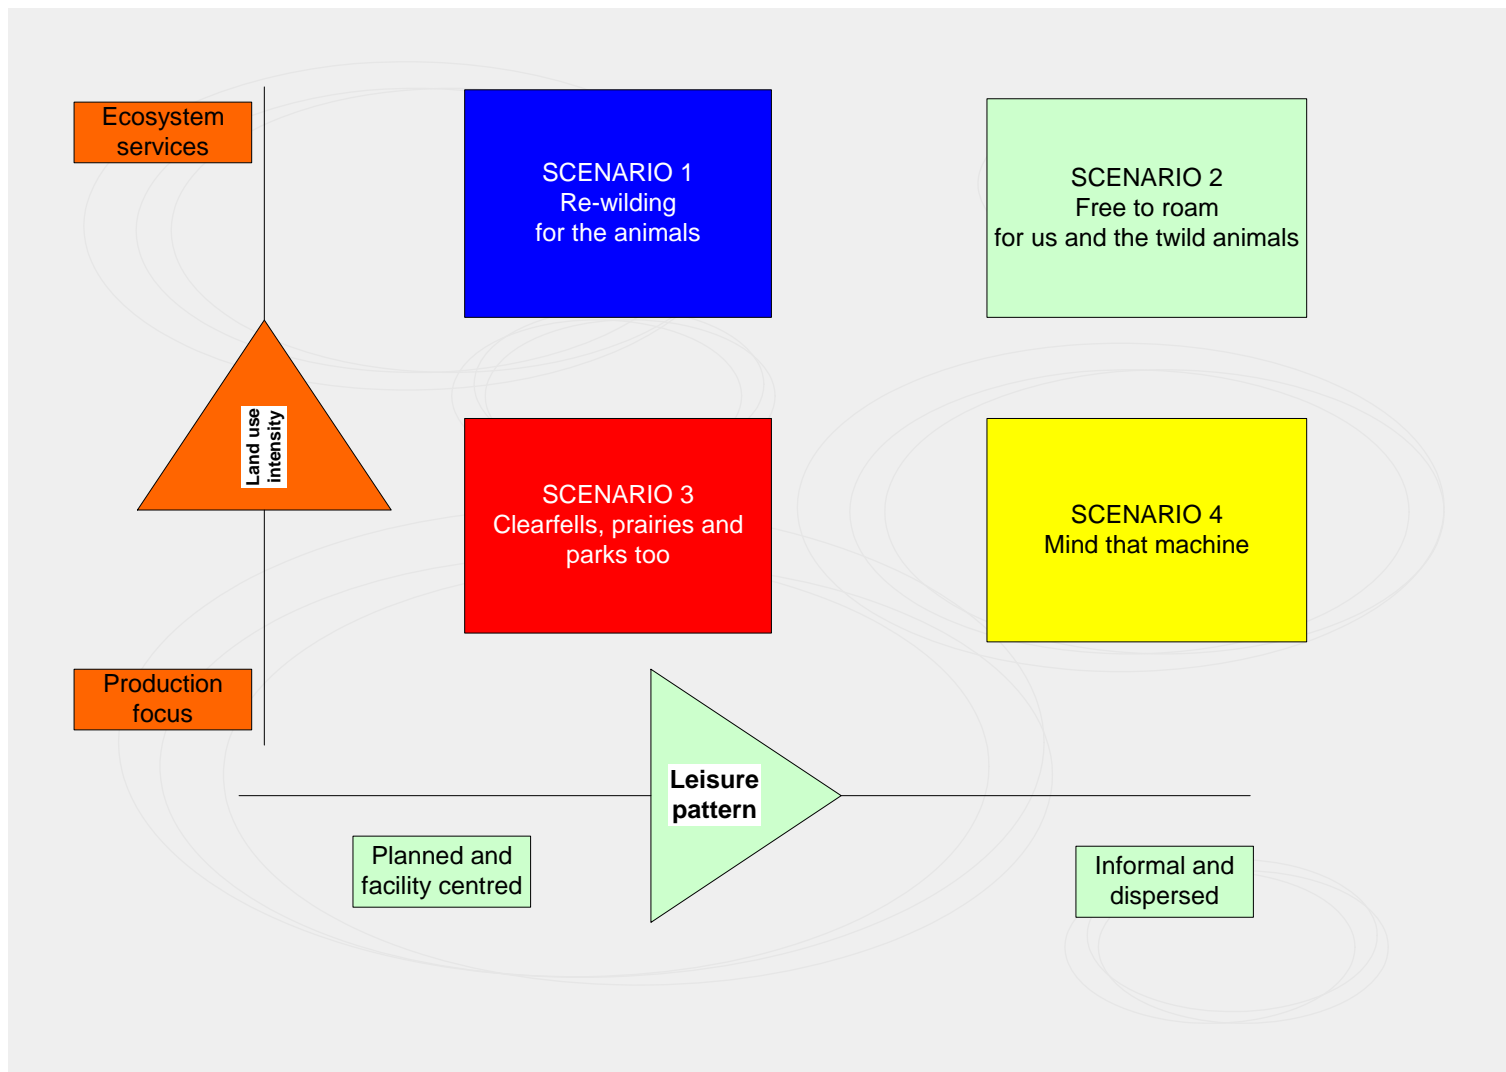 Ecosystem
services
SCENARIO 1
Re-wilding
for the animals
SCENARIO 2
Free to roam
for us and the twild animals
Land use
intensity
SCENARIO 3
Clearfells, prairies and
parks too
SCENARIO 4
Mind that machine
Production
focus
Leisure
pattern
Planned and
facility centred
Informal and
dispersed